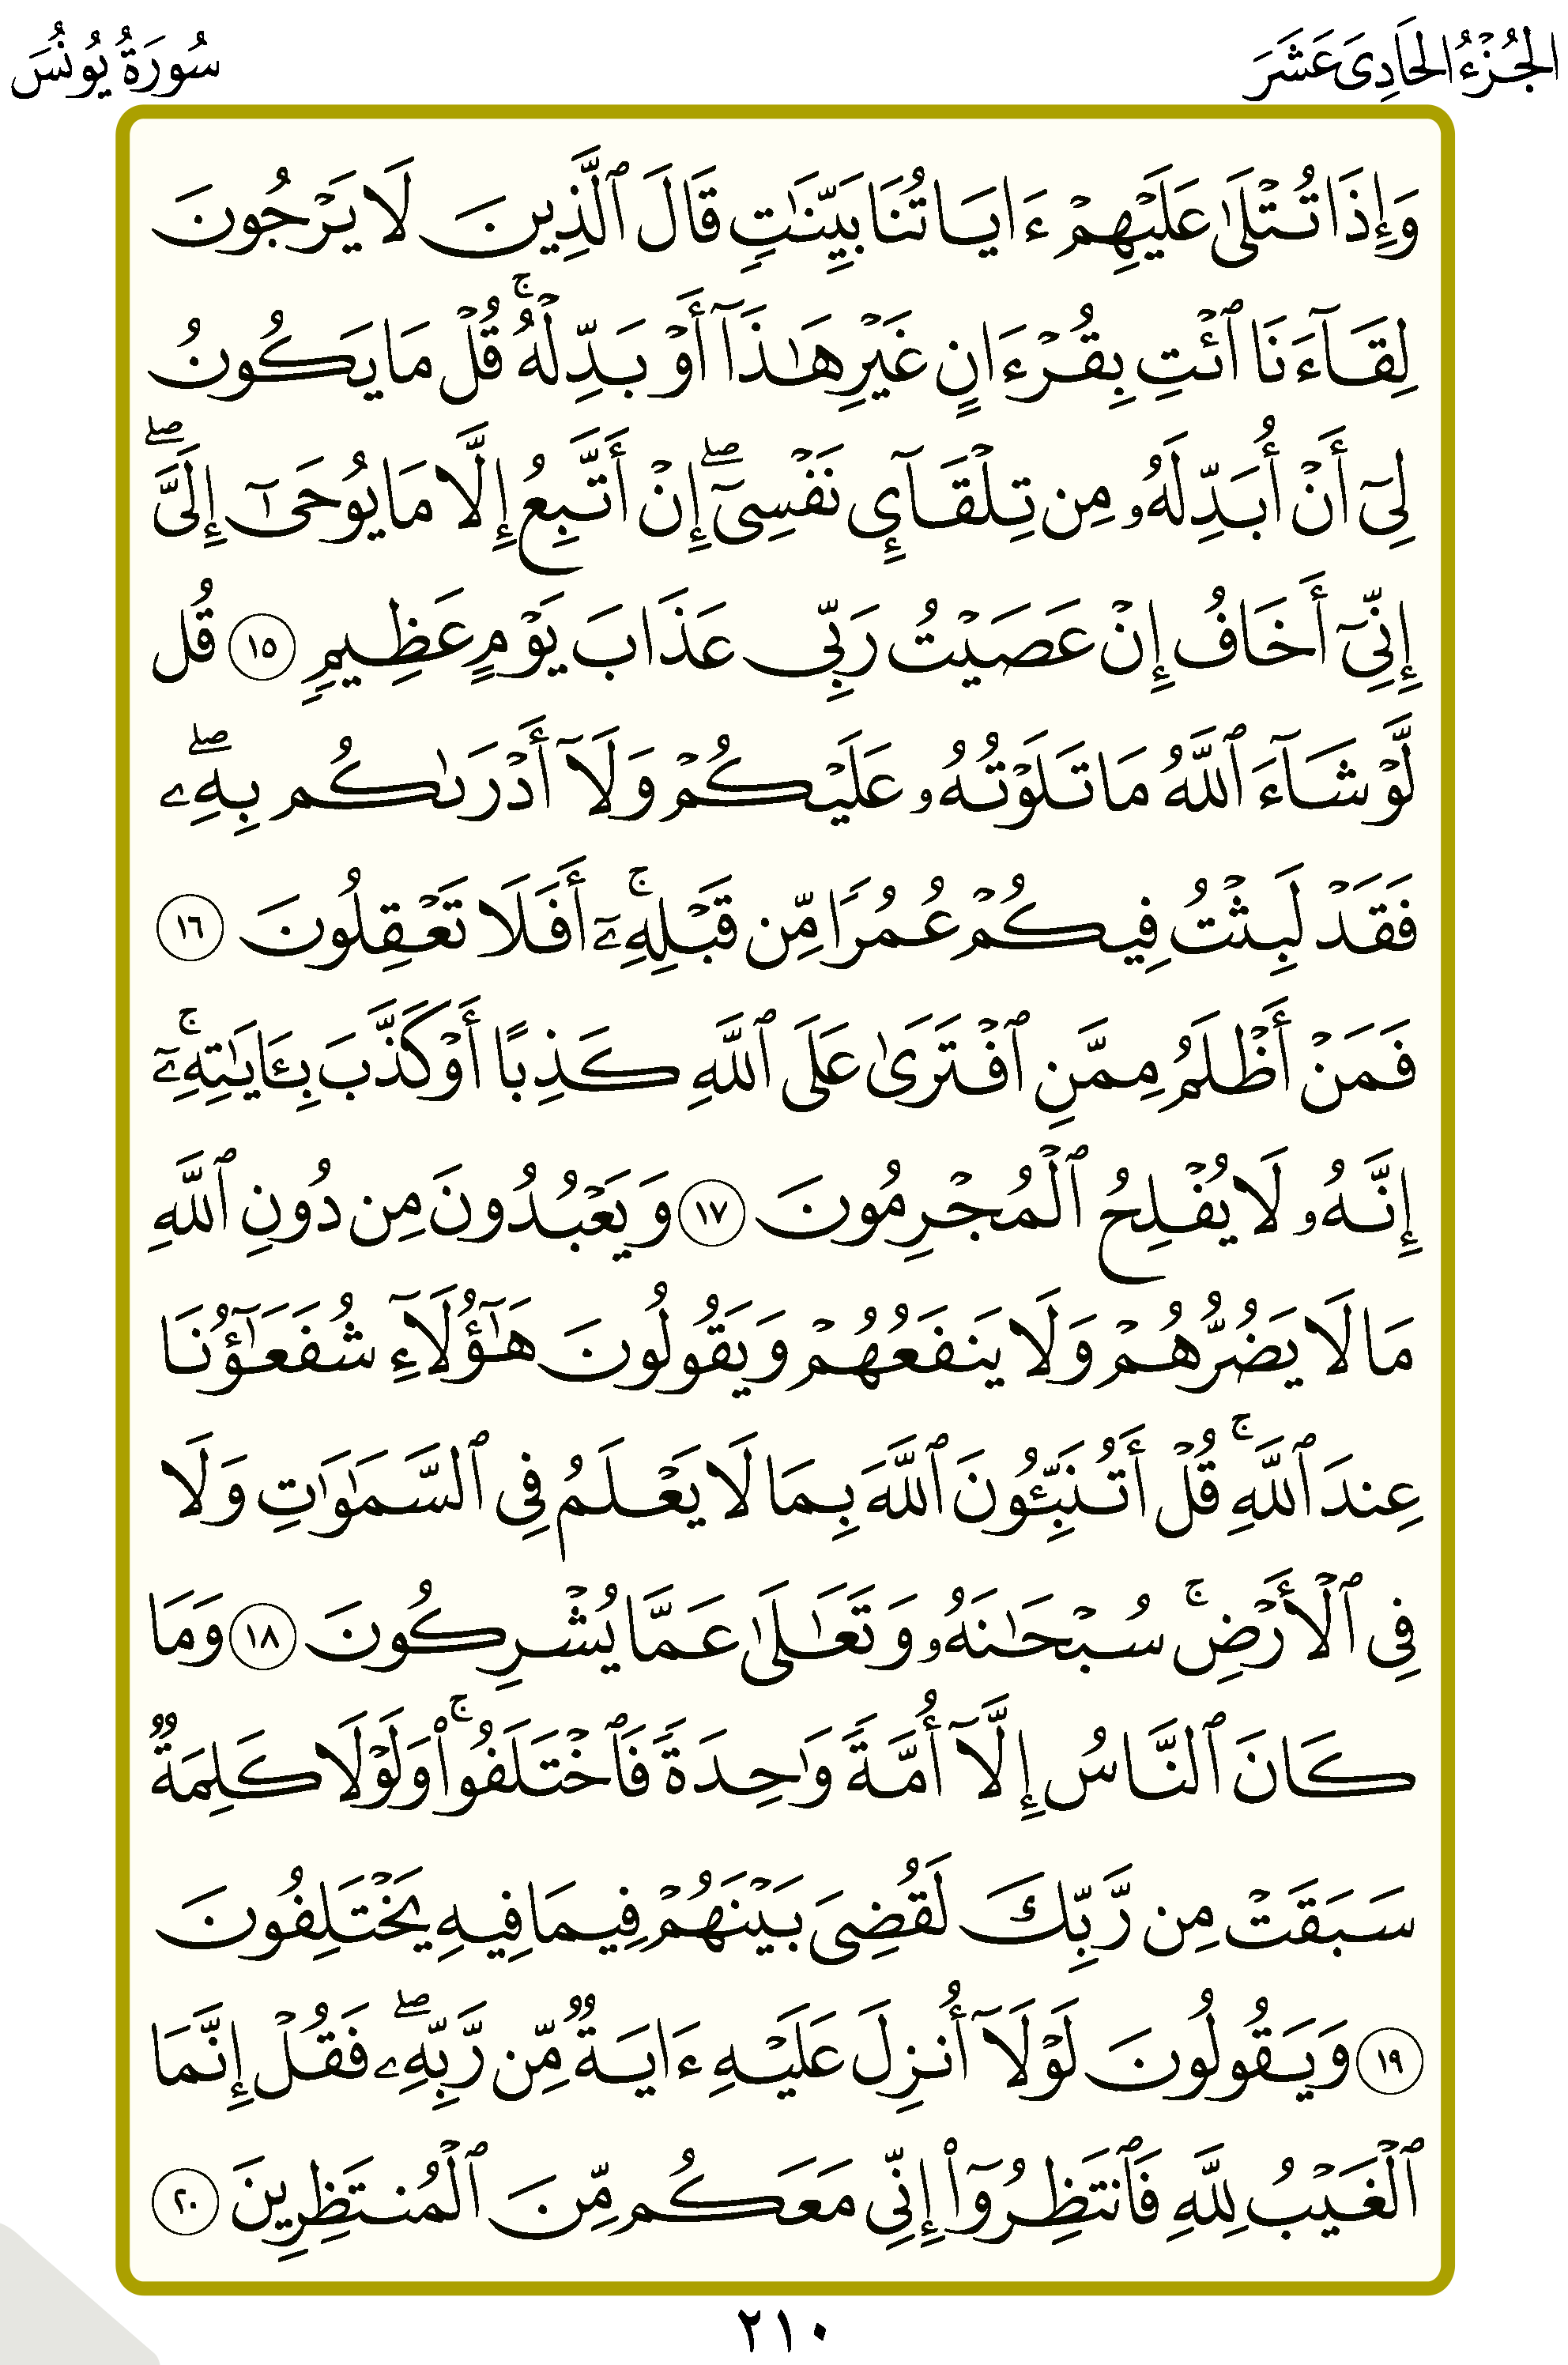 الجُزْءُ الحَادِىَ عَشَرَ
سُورَةُ يُونُسَ
وَإِذَا تُتْلَىٰ عَلَيْهِمْ ءَايَاتُنَا بَيِّنَٰتٍ قَالَ ٱلَّذِينَ لَا يَرْجُونَ
لِقَآءَنَا ٱئْتِ بِقُرْءَانٍ غَيْرِ هَٰذَآ أَوْ بَدِّلْهُ ۚ قُلْ مَا يَكُونُ
لِىٓ أَنْ أُبَدِّلَهُۥ مِن تِلْقَآئِ نَفْسِىٓ ۖ إِنْ أَتَّبِعُ إِلَّا مَا يُوحَىٰٓ إِلَىَّ ۖ
إِنِّىٓ أَخَافُ إِنْ عَصَيْتُ رَبِّى عَذَابَ يَوْمٍ عَظِيمٍ ١٥ قُل
لَّوْ شَآءَ ٱللَّهُ مَا تَلَوْتُهُۥ عَلَيْكُمْ وَلَآ أَدْرَىٰكُم بِهِۦ ۖ
فَقَدْ لَبِثْتُ فِيكُمْ عُمُرًا مِّن قَبْلِهِۦٓ ۚ أَفَلَا تَعْقِلُونَ ١٦
فَمَنْ أَظْلَمُ مِمَّنِ ٱفْتَرَىٰ عَلَى ٱللَّهِ كَذِبًا أَوْ كَذَّبَ بِـَٔايَٰتِهِۦٓ ۚ
إِنَّهُۥ لَا يُفْلِحُ ٱلْمُجْرِمُونَ ١٧ وَيَعْبُدُونَ مِن دُونِ ٱللَّهِ
مَا لَا يَضُرُّهُمْ وَلَا يَنفَعُهُمْ وَيَقُولُونَ هَٰٓؤُلَآءِ شُفَعَٰٓؤُنَا
عِندَ ٱللَّهِ ۚ قُلْ أَتُنَبِّـُٔونَ ٱللَّهَ بِمَا لَا يَعْلَمُ فِى ٱلسَّمَٰوَٰتِ وَلَا
فِى ٱلْأَرْضِ ۚ سُبْحَٰنَهُۥ وَتَعَٰلَىٰ عَمَّا يُشْرِكُونَ ١٨ وَمَا
كَانَ ٱلنَّاسُ إِلَّآ أُمَّةً وَٰحِدَةً فَٱخْتَلَفُوا۟ ۚ وَلَوْلَا كَلِمَةٌ
سَبَقَتْ مِن رَّبِّكَ لَقُضِىَ بَيْنَهُمْ فِيمَا فِيهِ يَخْتَلِفُونَ
١٩ وَيَقُولُونَ لَوْلَآ أُنزِلَ عَلَيْهِ ءَايَةٌ مِّن رَّبِّهِۦ ۖ فَقُلْ إِنَّمَا
ٱلْغَيْبُ لِلَّهِ فَٱنتَظِرُوٓا۟ إِنِّى مَعَكُم مِّنَ ٱلْمُنتَظِرِينَ ٢٠
٢١٠